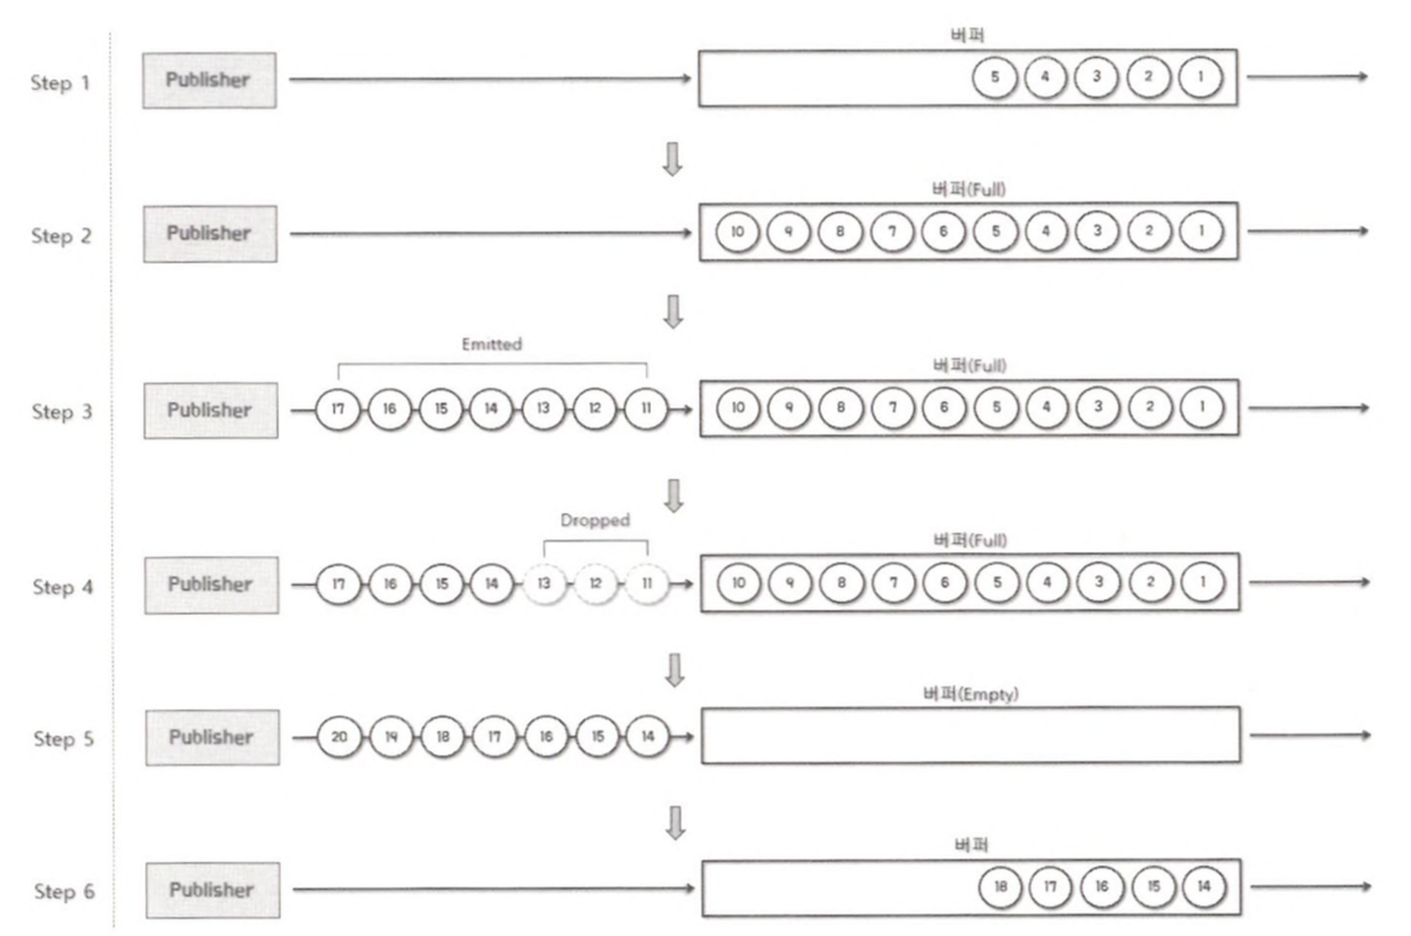 버퍼
Step 1 Publisher 5 4 3 2 1
버퍼(Full)
Step 2 Publisher 10 9 8 7 6 5 4 3 2 1
Emitted
버퍼(Full)
Step 3 Publisher 17 16 15 14 13 12 11 10 9 8 7 6 5 4 3 2 1
Dropped
버퍼(Full)
Step 4 Publisher 17 16 15 14 13 12 11 10 9 8 7 6 5 4 3 2 1
버퍼(Empty)
Step 5 Publisher 20 19 18 17 16 15 14
버퍼
Step 6 Publisher 18 17 16 15 14